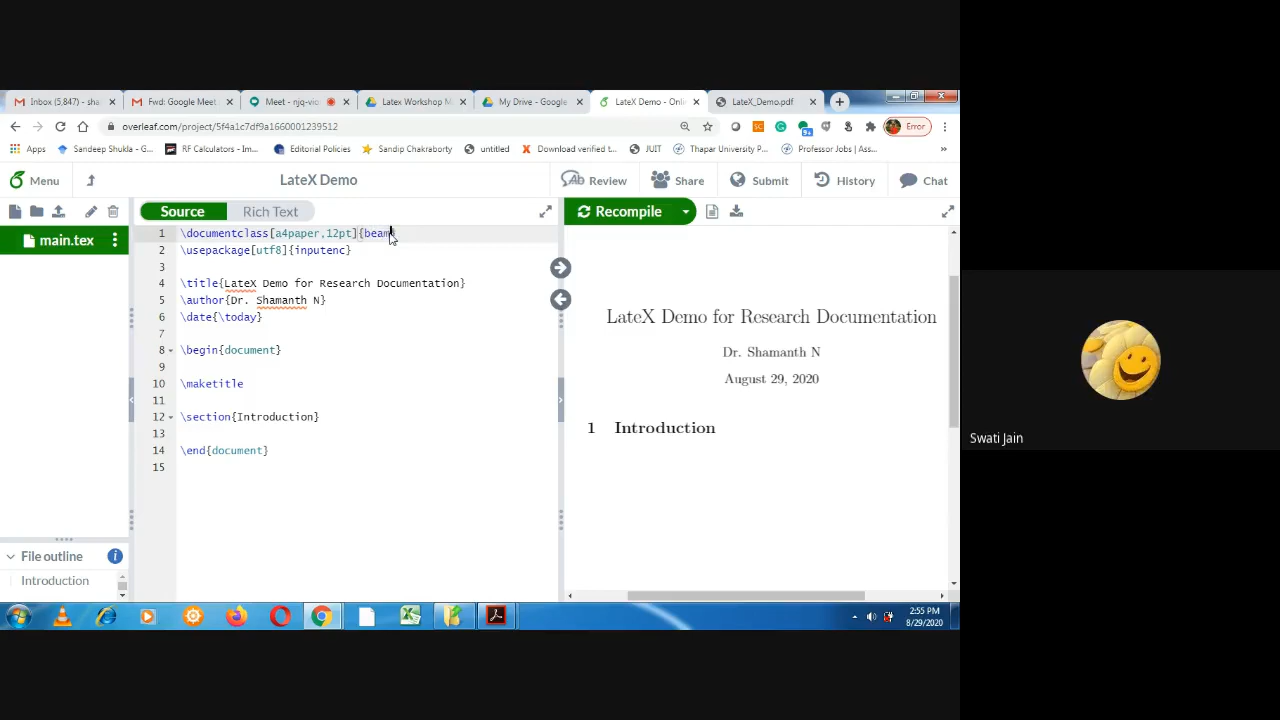 Inbox (5,847) - sha
Fwd: Google Meet
Meet - njq-vio
Latex Workshop M
My Drive - Google
LateX Demo - Onli
LateX_Demo.pdf
overleaf.com/project/5f4a1c7df9a1660001239512
Error
Apps
Sandeep Shukla - G...
RF Calculators - Im...
Editorial Policies
Sandip Chakraborty
untitled
Download verified t...
JUIT
Thapar University P...
Professor Jobs | Ass...
»
Menu
LateX Demo
Review
Share
Submit
History
Chat
Source
Rich Text
Recompile
main.tex
1 \documentclass[a4paper,12pt]{beam}
2 \usepackage[utf8]{inputenc}
3
4 \title{LateX Demo for Research Documentation}
5 \author{Dr. Shamanth N}
6 \date{\today}
7
8 \begin{document}
9
10 \maketitle
11
12 \section{Introduction}
13
14 \end{document}
15
LateX Demo for Research Documentation
Dr. Shamanth N
August 29, 2020
1 Introduction
File outline
Introduction
2:55 PM
8/29/2020
Swati Jain